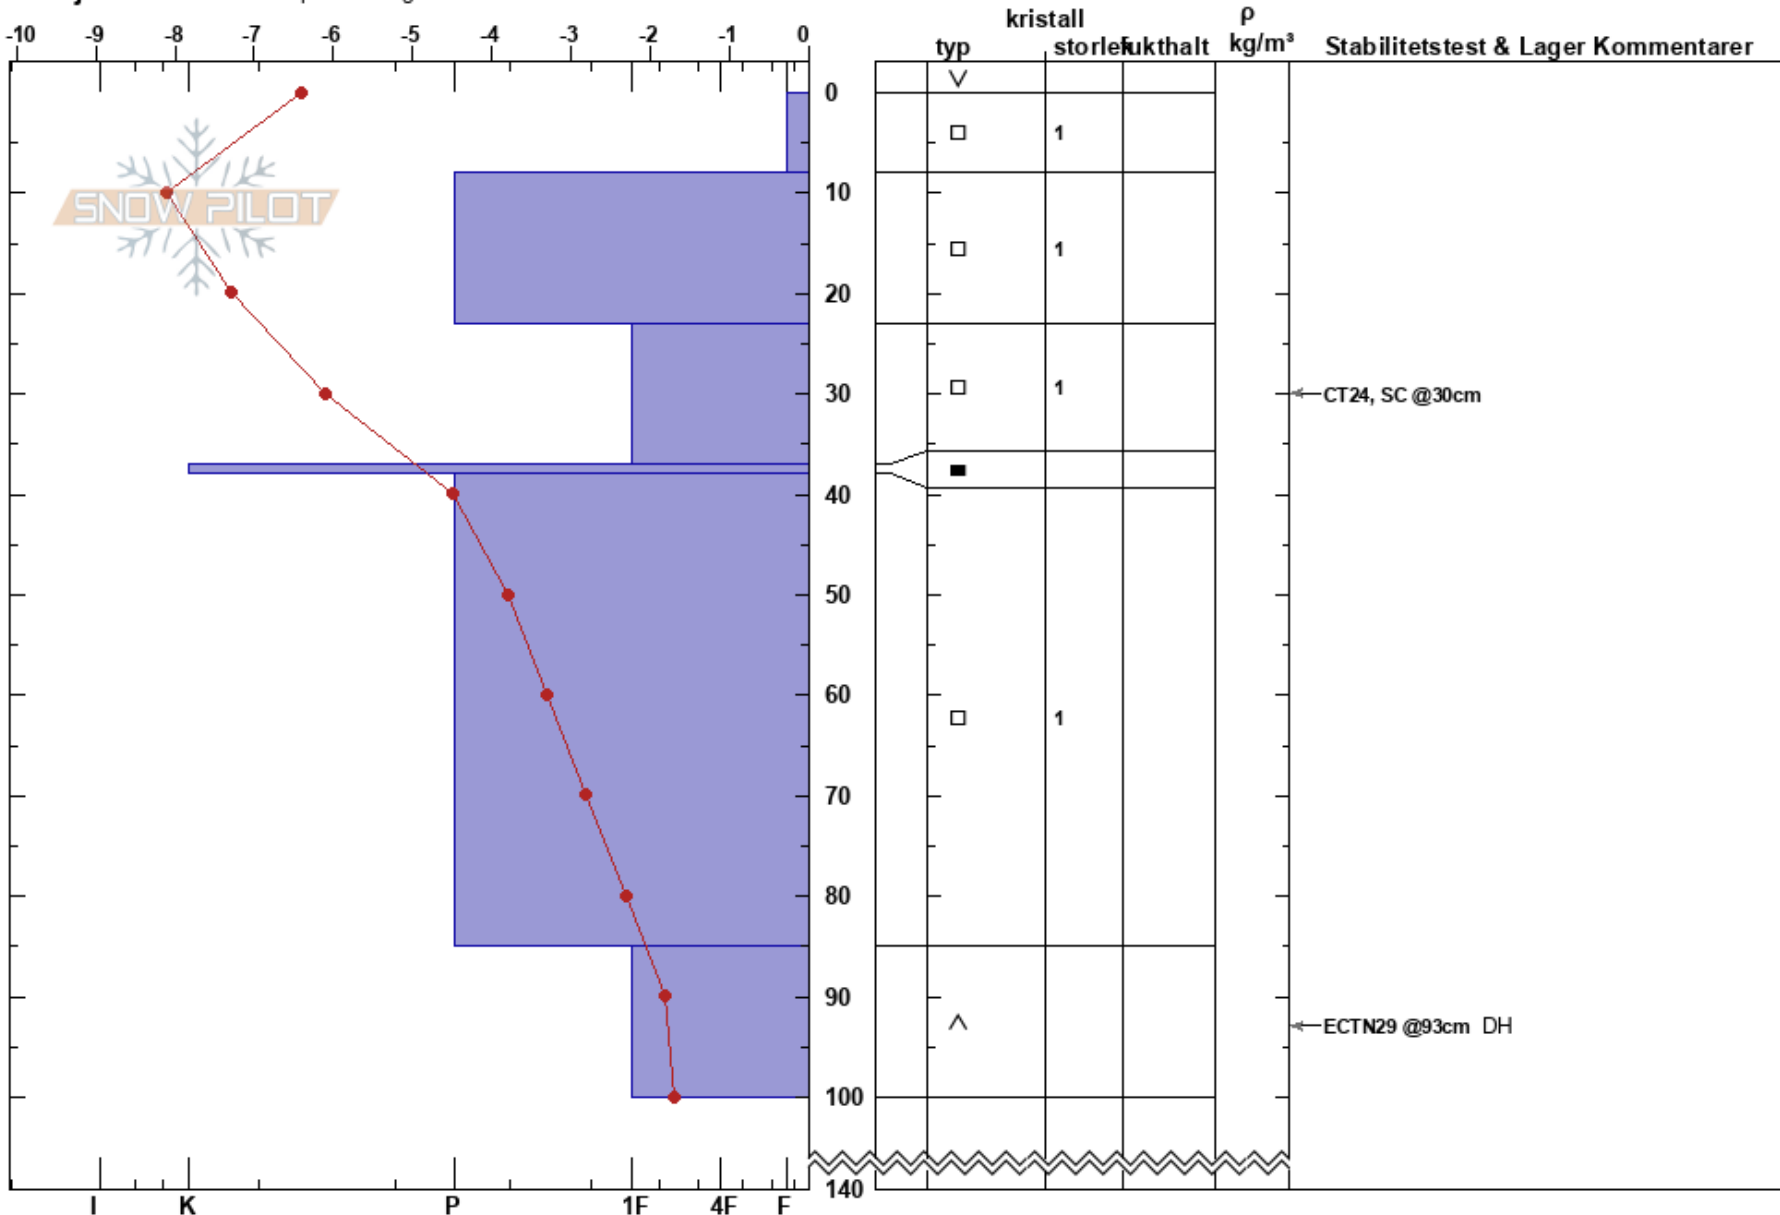 kristall ρ
-10 -9 -8 -7 -6 -5 -4 -3 -2 -1 0 typ storlek fukthalt kg/m³ Stabilitetstest & Lager Kommentarer
0
1
SNOW PILOT
10
1
20
30
1
CT24, SC @30cm
40
50
60
1
70
80
90
ECTN29 @93cm DH
100
140
I K P 1F 4F F